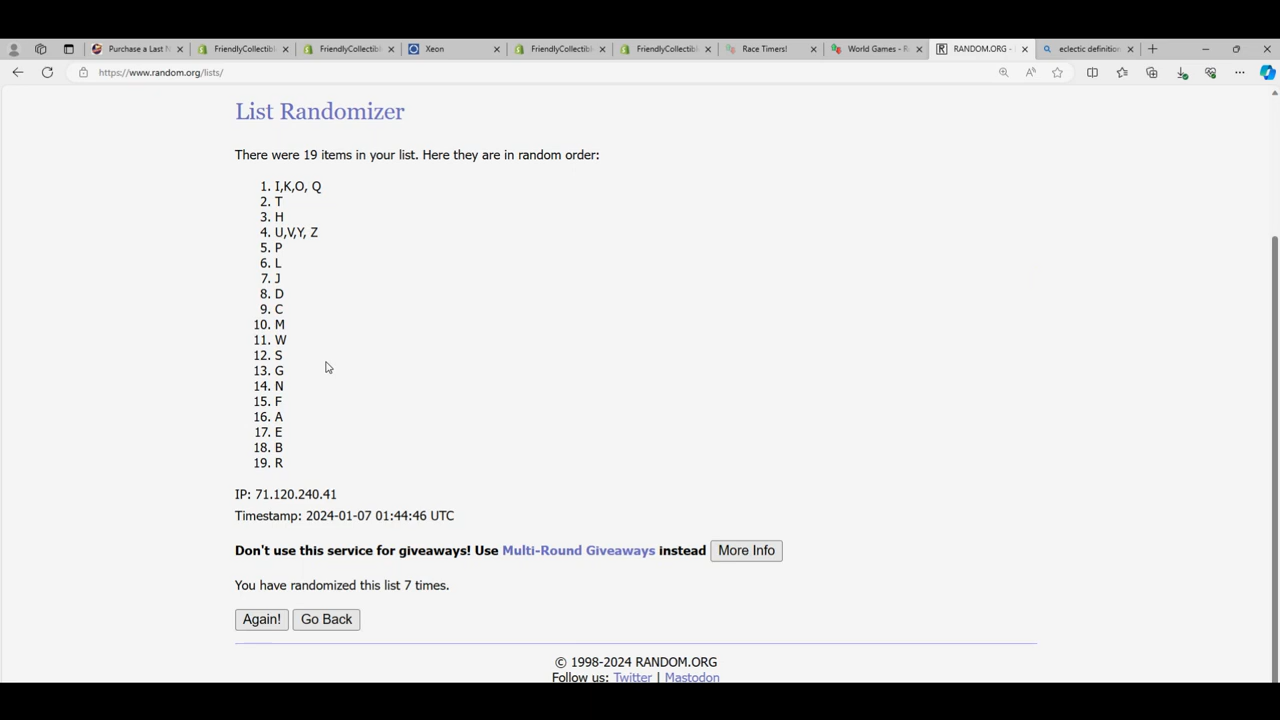 Purchase a Last N
FriendlyCollectibl
FriendlyCollectibl
Xeon
FriendlyCollectibl
FriendlyCollectibl
Race Timers!
World Games - R
RANDOM.ORG -
eclectic definition
https://www.random.org/lists/
List Randomizer
There were 19 items in your list. Here they are in random order:
1. I,K,O, Q
2. T
3. H
4. U,V,Y, Z
5. P
6. L
7. J
8. D
9. C
10. M
11. W
12. S
13. G
14. N
15. F
16. A
17. E
18. B
19. R
IP: 71.120.240.41
Timestamp: 2024-01-07 01:44:46 UTC
Don't use this service for giveaways! Use Multi-Round Giveaways instead More Info
You have randomized this list 7 times.
Again! Go Back
© 1998-2024 RANDOM.ORG
Follow us: Twitter | Mastodon